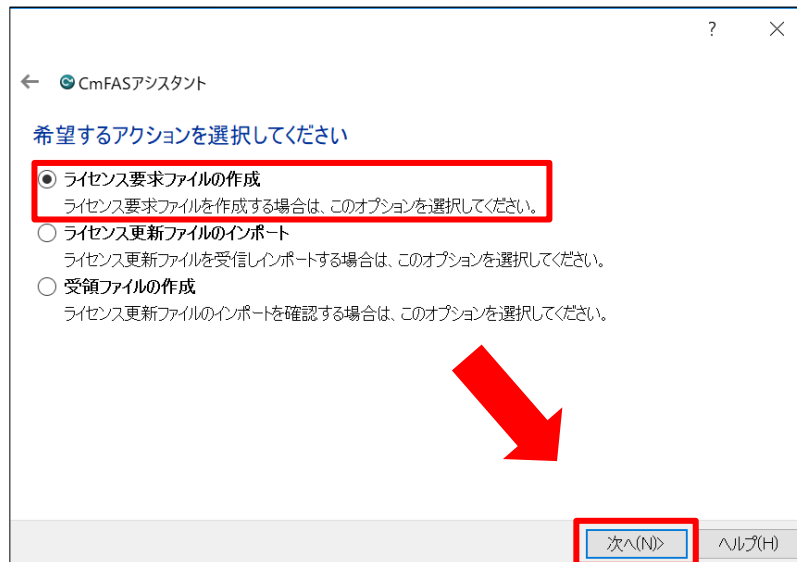 ?
CmFASアシスタント
希望するアクションを選択してください
ライセンス要求ファイルの作成
ライセンス要求ファイルを作成する場合は、このオプションを選択してください。
ライセンス更新ファイルのインポート
ライセンス更新ファイルを受信しインポートする場合は、このオプションを選択してください。
受領ファイルの作成
ライセンス更新ファイルのインポートを確認する場合は、このオプションを選択してください。
次へ(N)> ヘルプ(H)